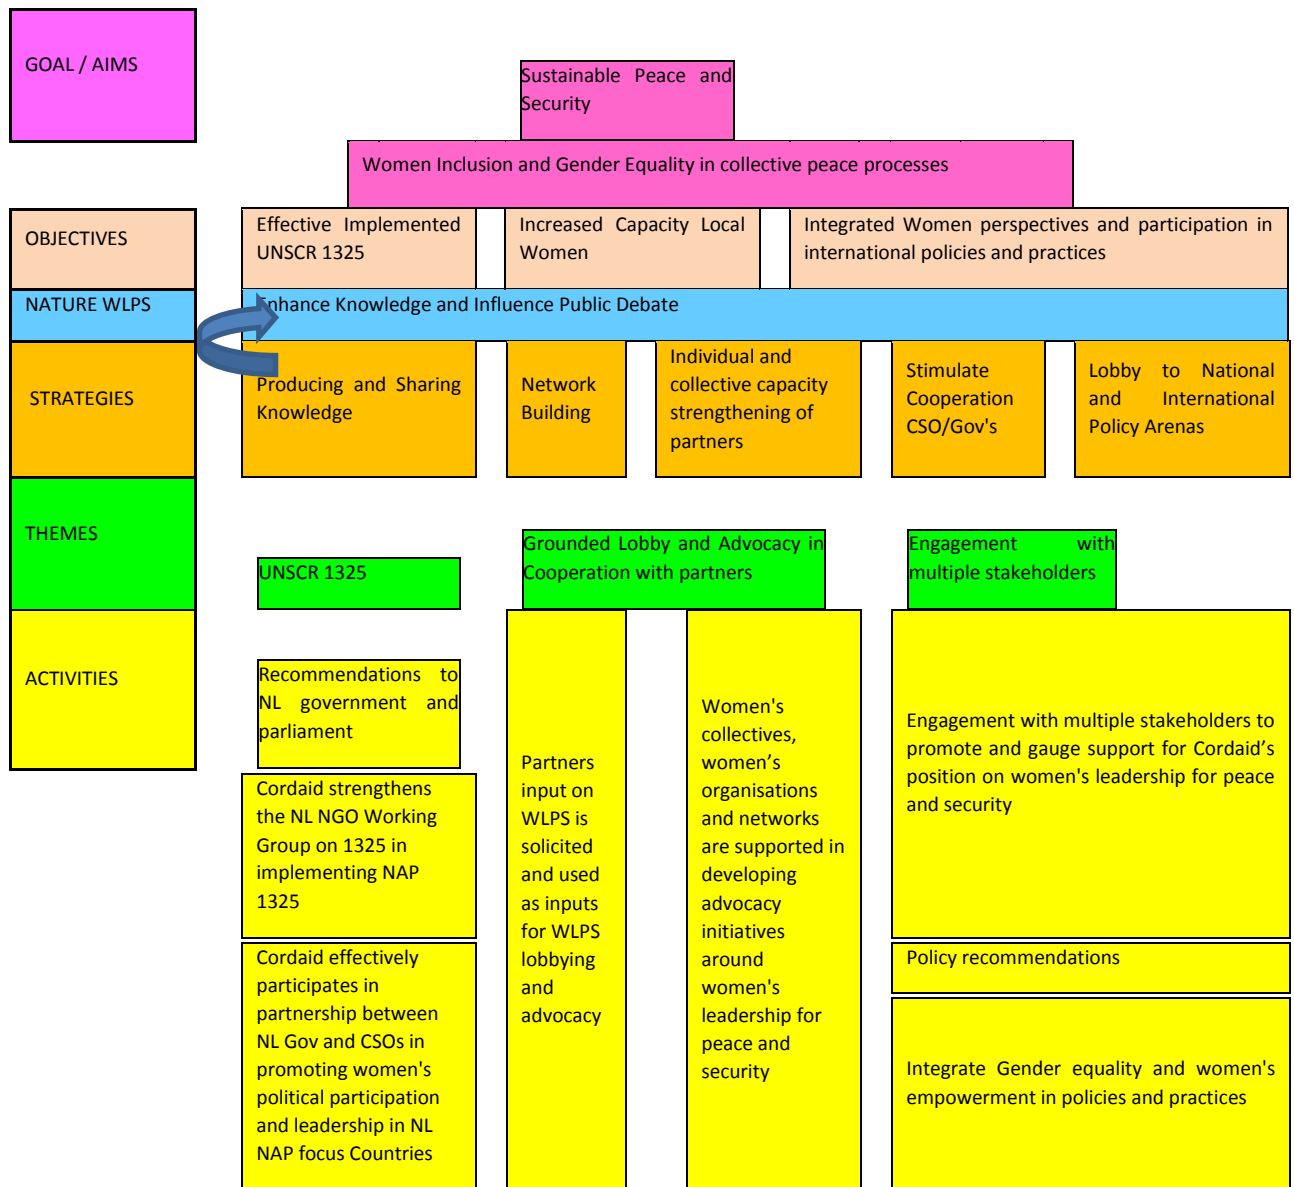 GOAL / AIMS
Sustainable Peace and
Security
Women Inclusion and Gender Equality in collective peace processes
OBJECTIVES
Effective Implemented
UNSCR 1325
Increased Capacity Local
Women
Integrated Women perspectives and participation in
international policies and practices
NATURE WLPS
Enhance Knowledge and Influence Public Debate
STRATEGIES
Producing and Sharing
Knowledge
Network
Building
Individual and
collective capacity
strengthening of
partners
Stimulate
Cooperation
CSO/Gov's
Lobby to National
and International
Policy Arenas
THEMES
UNSCR 1325
Grounded Lobby and Advocacy in
Cooperation with partners
Engagement with
multiple stakeholders
ACTIVITIES
Recommendations to
NL government and
parliament
Cordaid strengthens
the NL NGO Working
Group on 1325 in
implementing NAP
1325
Cordaid effectively
participates in
partnership between
NL Gov and CSOs in
promoting women's
political participation
and leadership in NL
NAP focus Countries
Partners
input on
WLPS is
solicited
and used
as inputs
for WLPS
lobbying
and
advocacy
Women's
collectives,
women’s
organisations
and networks
are supported in
developing
advocacy
initiatives
around
women's
leadership for
peace and
security
Engagement with multiple stakeholders to
promote and gauge support for Cordaid’s
position on women's leadership for peace
and security
Policy recommendations
Integrate Gender equality and women's
empowerment in policies and practices